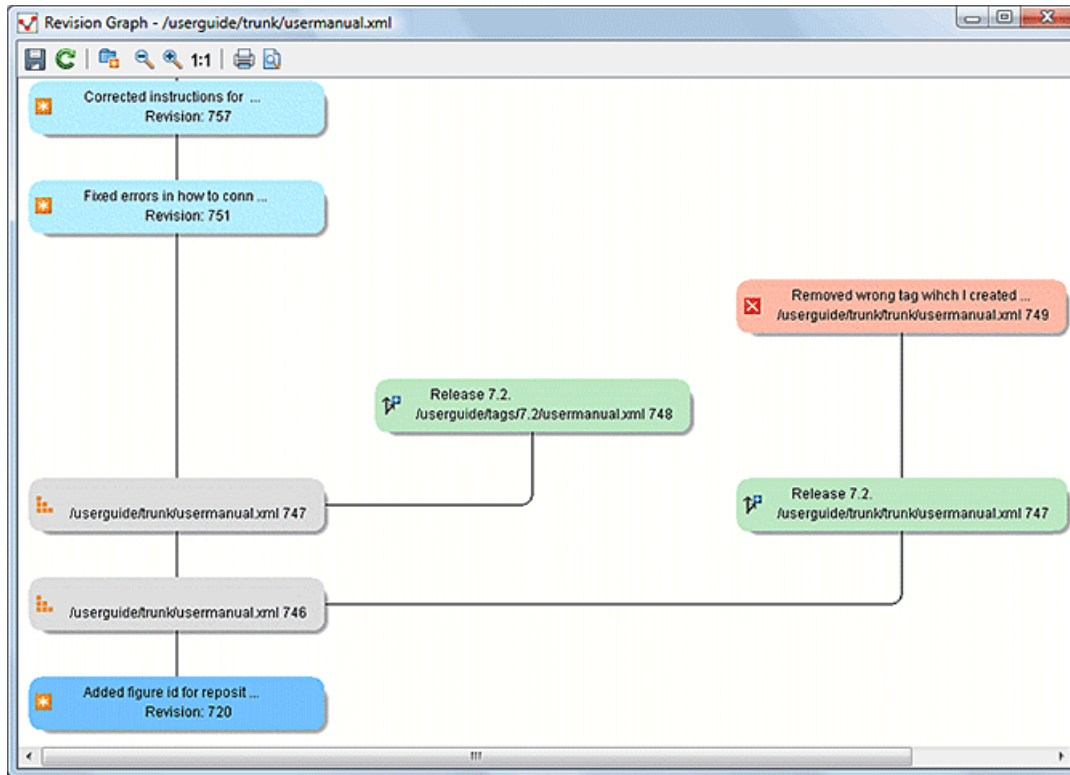 Revision Graph - /userguide/trunk/usermanual.xml
1:1
Corrected instructions for ...
Revision: 757
Fixed errors in how to conn ...
Revision: 751
Removed wrong tag wihch I created ...
/userguide/trunk/trunk/usermanual.xml 749
Release 7.2.
/userguide/tags/7.2/usermanual.xml 748
/userguide/trunk/usermanual.xml 747
Release 7.2.
/userguide/trunk/trunk/usermanual.xml 747
/userguide/trunk/usermanual.xml 746
Added figure id for reposit ...
Revision: 720